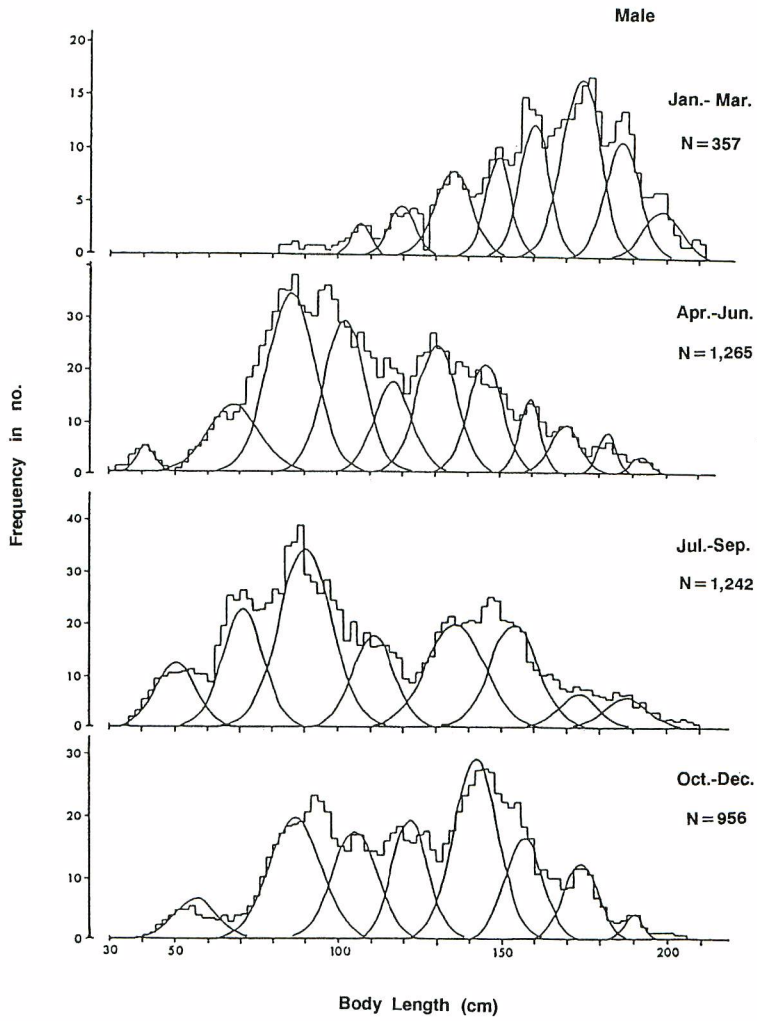 Male
20
15
10
5
0
Jan.- Mar.
N = 357
30
20
10
0
Apr.-Jun.
N = 1,265
40
30
20
10
0
Jul.-Sep.
N = 1,242
30
20
10
0
Oct.-Dec.
N = 956
30 50 100 150 200
Frequency in no.
Body Length (cm)